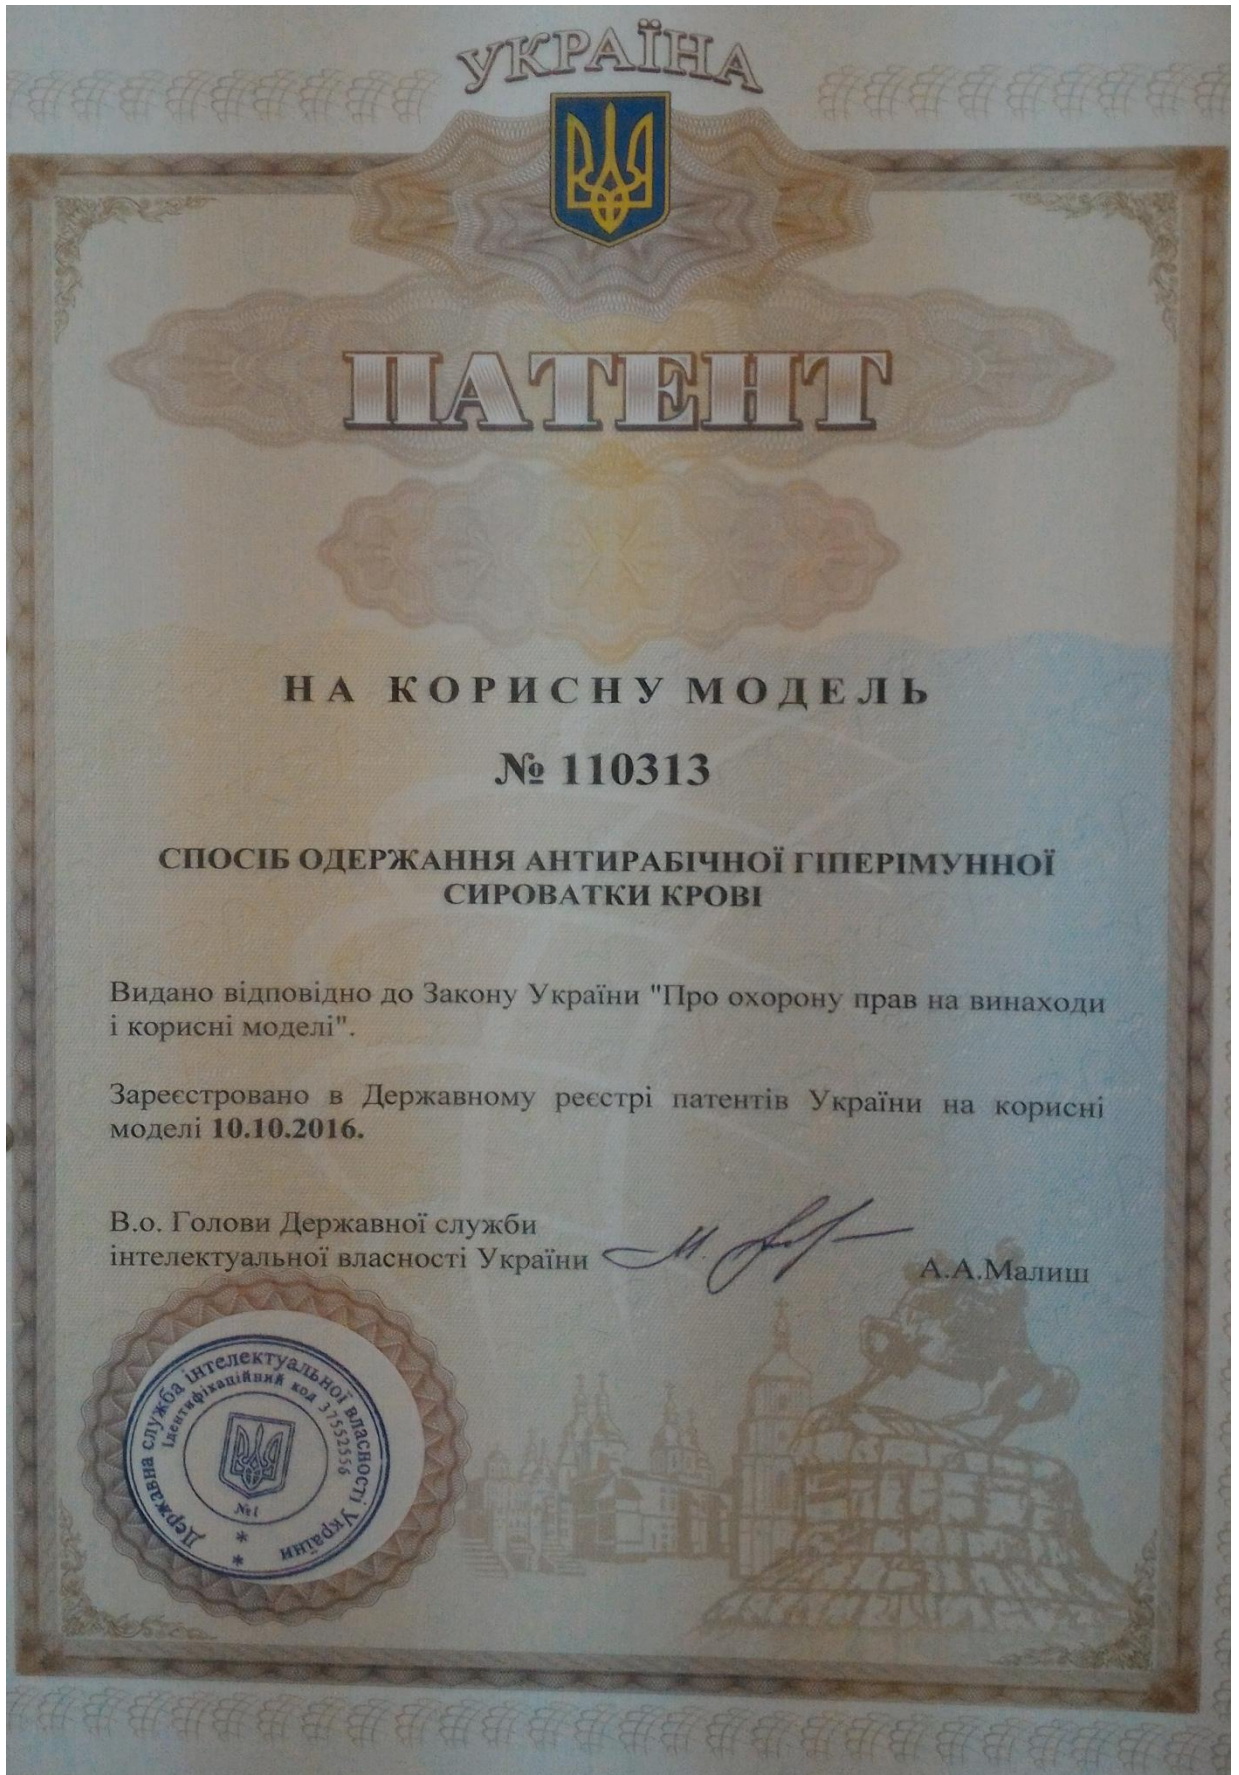 УКРАЇНА
ПАТЕНТ
НА КОРИСНУ МОДЕЛЬ
№ 110313
СПОСІБ ОДЕРЖАННЯ АНТИРАБІЧНОЇ ГІПЕРІМУННОЇ
СИРОВАТКИ КРОВІ
Видано відповідно до Закону України "Про охорону прав на винаходи
і корисні моделі".
Зареєстровано в Державному реєстрі патентів України на корисні
моделі 10.10.2016.
В.о. Голови Державної служби
інтелектуальної власності України
А.А.Малиш
Державна служба інтелектуальної власності України
Ідентифікаційний код 37552556
№1